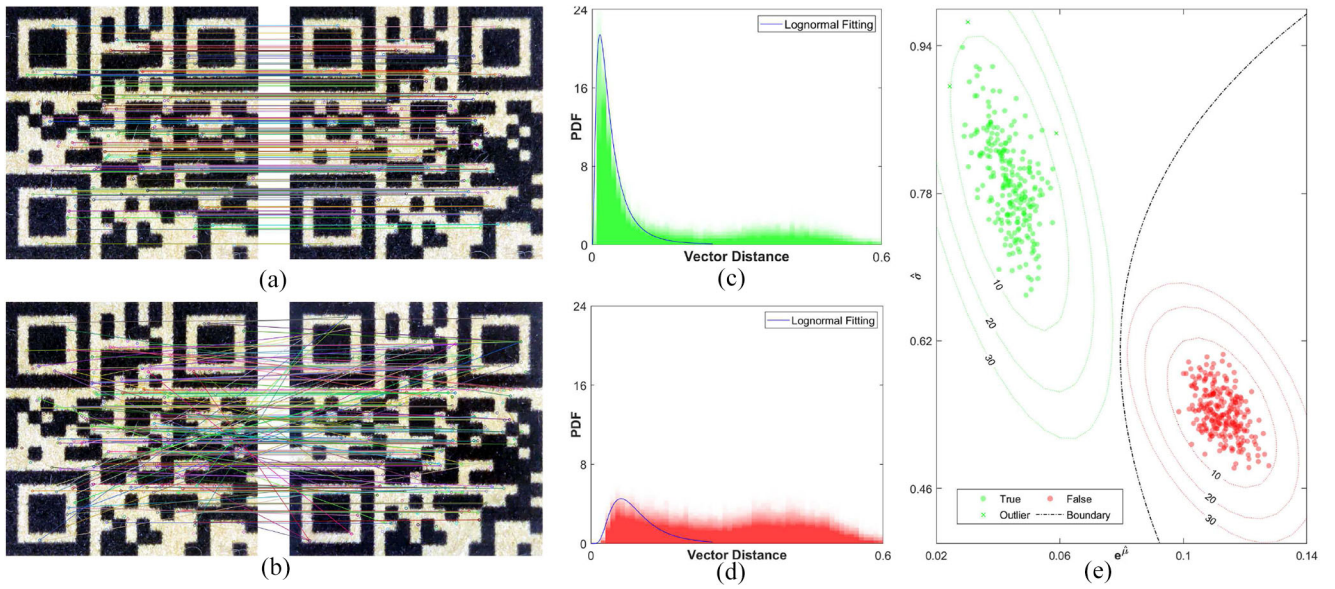 (a)
(b)
24
16
8
0
PDF
Lognormal Fitting
0
Vector Distance
0.6
(c)
24
16
8
0
PDF
Lognormal Fitting
0
Vector Distance
0.6
(d)
0.94
0.78
0.62
0.46
σ̂
10
20
30
10
20
30
True
False
Outlier
Boundary
0.02
0.06
0.1
0.14
e^μ̂
(e)